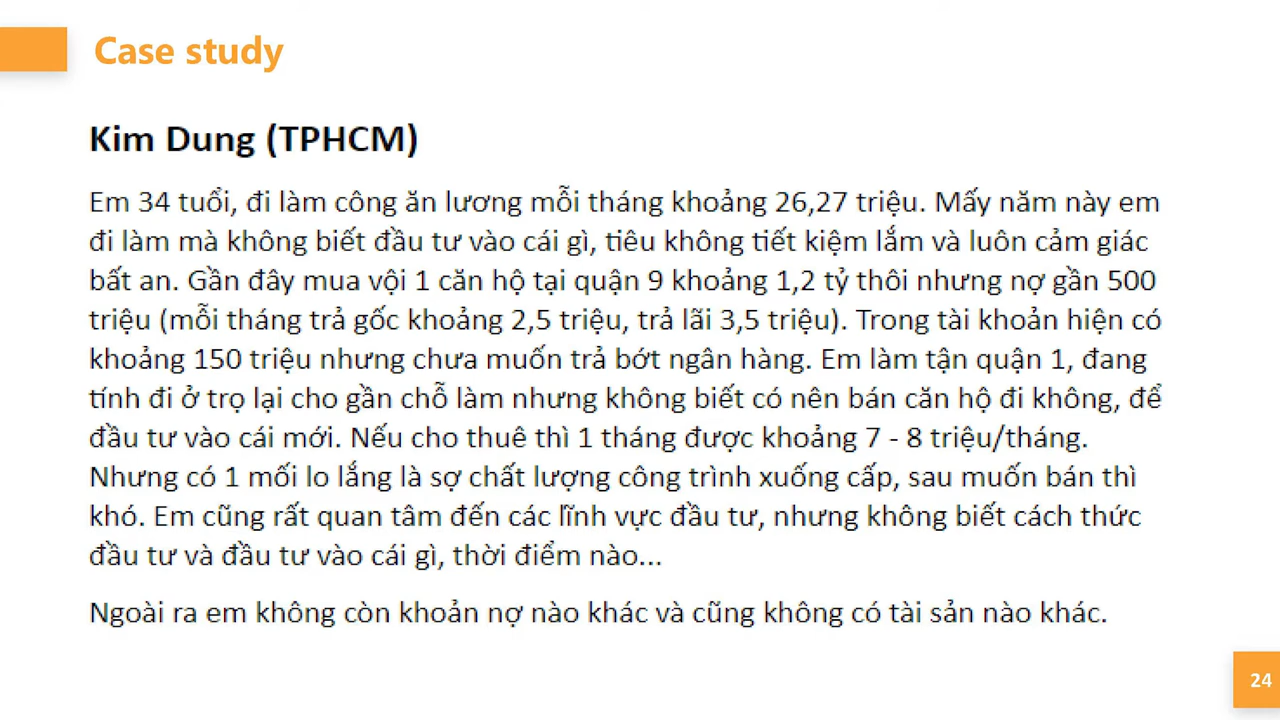 Case study
Kim Dung (TPHCM)
Em 34 tuổi, đi làm công ăn lương mỗi tháng khoảng 26,27 triệu. Mấy năm này em
đi làm mà không biết đầu tư vào cái gì, tiêu không tiết kiệm lắm và luôn cảm giác
bất an. Gần đây mua vội 1 căn hộ tại quận 9 khoảng 1,2 tỷ thôi nhưng nợ gần 500
triệu (mỗi tháng trả gốc khoảng 2,5 triệu, trả lãi 3,5 triệu). Trong tài khoản hiện có
khoảng 150 triệu nhưng chưa muốn trả bớt ngân hàng. Em làm tận quận 1, đang
tính đi ở trọ lại cho gần chỗ làm nhưng không biết có nên bán căn hộ đi không, để
đầu tư vào cái mới. Nếu cho thuê thì 1 tháng được khoảng 7 - 8 triệu/tháng.
Nhưng có 1 mối lo lắng là sợ chất lượng công trình xuống cấp, sau muốn bán thì
khó. Em cũng rất quan tâm đến các lĩnh vực đầu tư, nhưng không biết cách thức
đầu tư và đầu tư vào cái gì, thời điểm nào...
Ngoài ra em không còn khoản nợ nào khác và cũng không có tài sản nào khác.
24